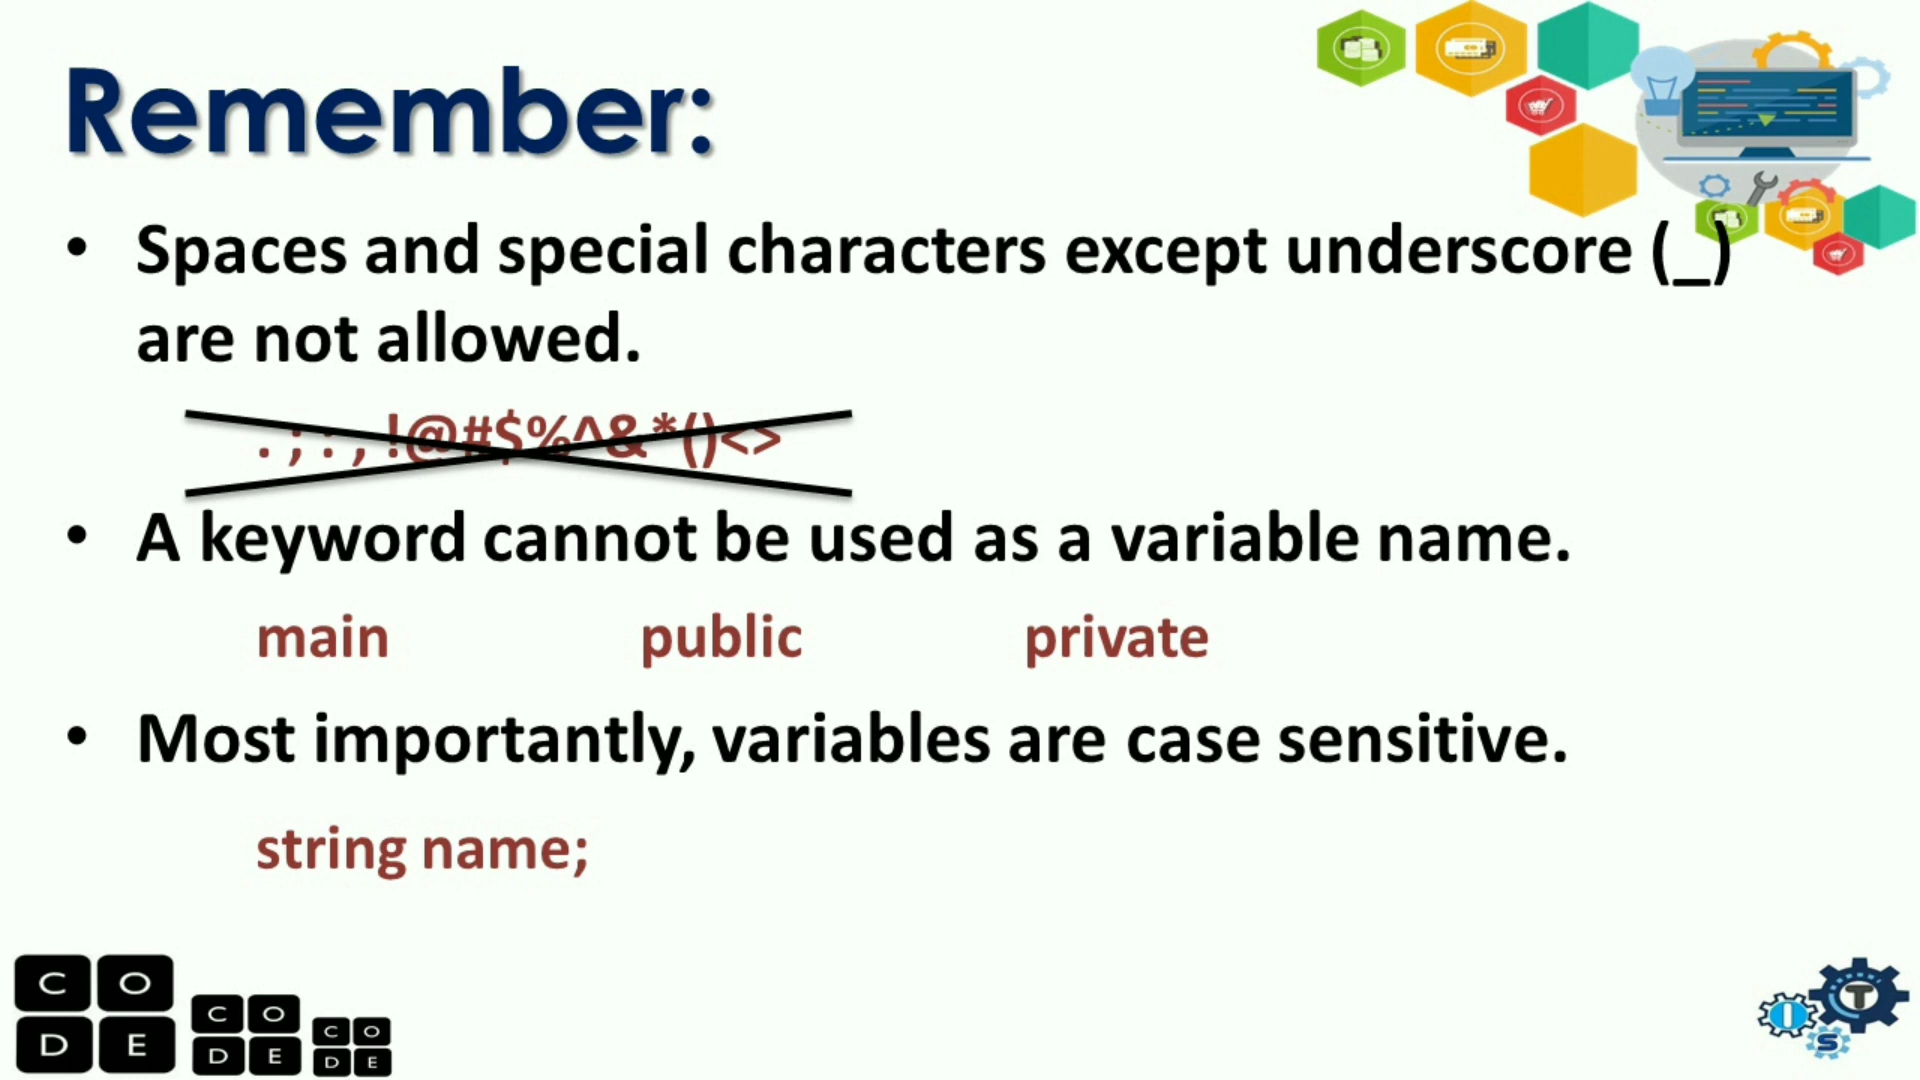 Remember:
• Spaces and special characters except underscore (_)
are not allowed.
. ; : , !@#$%^&*()<>
• A keyword cannot be used as a variable name.
main public private
• Most importantly, variables are case sensitive.
string name;
C O
D E
C O
D E
C O
D E
I T
S